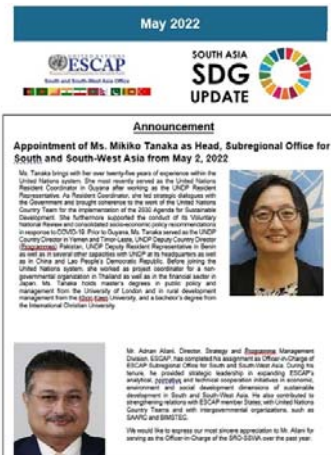 May 2022
UNITED NATIONS
ESCAP
South and South-West Asia Office
SOUTH ASIA
SDG
UPDATE
Announcement
Appointment of Ms. Mikiko Tanaka as Head, Subregional Office for
South and South-West Asia from May 2, 2022
Ms. Tanaka brings with her over twenty-five years of experience within the
United Nations system. She most recently served as the United Nations
Resident Coordinator in Guyana after working as the UNDP Resident
Representative. As Resident Coordinator, she led strategic dialogues with
the Government and brought coherence to the work of the United Nations
Country Team for the implementation of the 2030 Agenda for Sustainable
Development. She furthermore supported the conduct of its Voluntary
National Review and consolidated socio-economic policy recommendations
in response to COVID-19. Prior to Guyana, Ms. Tanaka served as the UNDP
Country Director in Yemen and Timor-Leste, UNDP Deputy Country Director
(Programmes) Pakistan, UNDP Deputy Resident Representative in Benin
as well as in several other capacities with UNDP at its headquarters as well
as in China and Lao People's Democratic Republic. Before joining the
United Nations system, she worked as project coordinator for a non-
governmental organization in Thailand as well as in the financial sector in
Japan. Ms. Tanaka holds master's degrees in public policy and
management from the University of London and in rural development
management from the Khon Kaen University, and a bachelor's degree from
the International Christian University.
Mr. Adnan Aliani, Director, Strategy and Programme Management
Division, ESCAP, has completed his assignment as Officer-in-Charge of
ESCAP Subregional Office for South and South-West Asia. During his
tenure, he provided strategic leadership in expanding ESCAP's
analytical, normative and technical cooperation initiatives in economic,
environment and social development dimensions of sustainable
development in South and South-West Asia. He also contributed to
strengthening relations with ESCAP member States, with United Nations
Country Teams and with intergovernmental organizations, such as
SAARC and BIMSTEC.
We would like to express our most sincere appreciation to Mr. Aliani for
serving as the Officer-in-Charge of the SRO-SSWA over the past year.